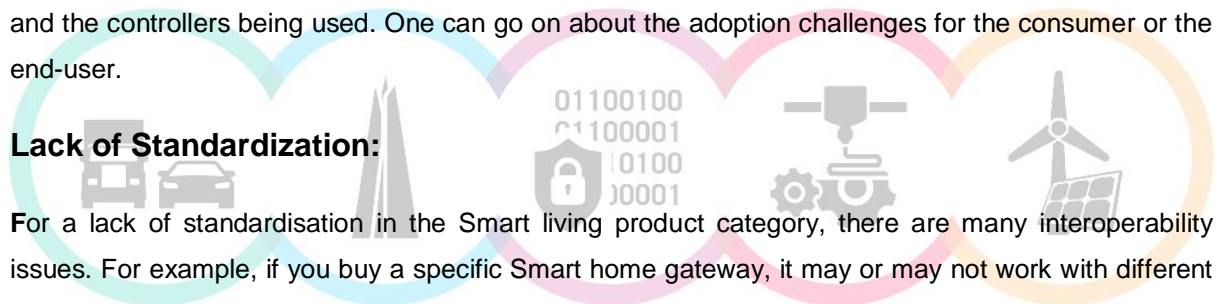 and the controllers being used. One can go on about the adoption challenges for the consumer or the
end-user.
01100100
01100001
10100
00001
Lack of Standardization:
For a lack of standardisation in the Smart living product category, there are many interoperability
issues. For example, if you buy a specific Smart home gateway, it may or may not work with different